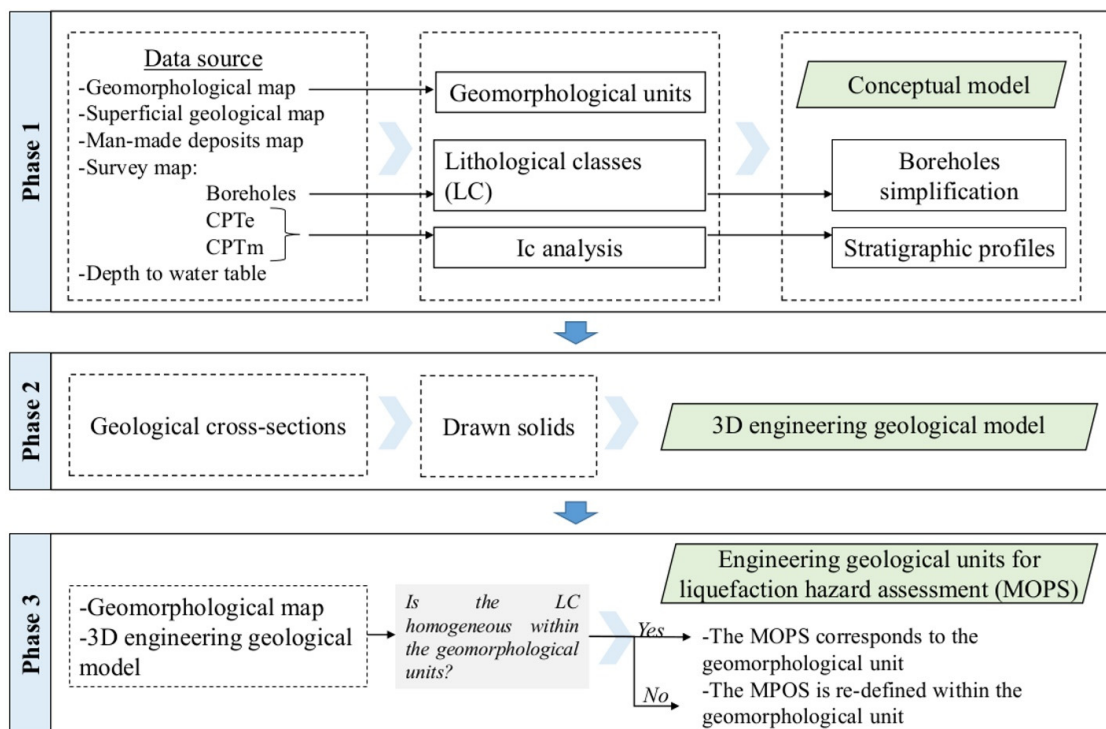 Phase 1
Data source
-Geomorphological map
-Superficial geological map
-Man-made deposits map
-Survey map:
Boreholes
CPTe
CPTm
-Depth to water table
Geomorphological units
Lithological classes
(LC)
Ic analysis
Conceptual model
Boreholes
simplification
Stratigraphic profiles
Phase 2
Geological cross-sections
Drawn solids
3D engineering geological model
Phase 3
-Geomorphological map
-3D engineering geological
model
Is the LC
homogeneous within
the geomorphological
units?
Engineering geological units for
liquefaction hazard assessment (MOPS)
Yes
-The MOPS corresponds to the
geomorphological unit
No
-The MPOS is re-defined within the
geomorphological unit